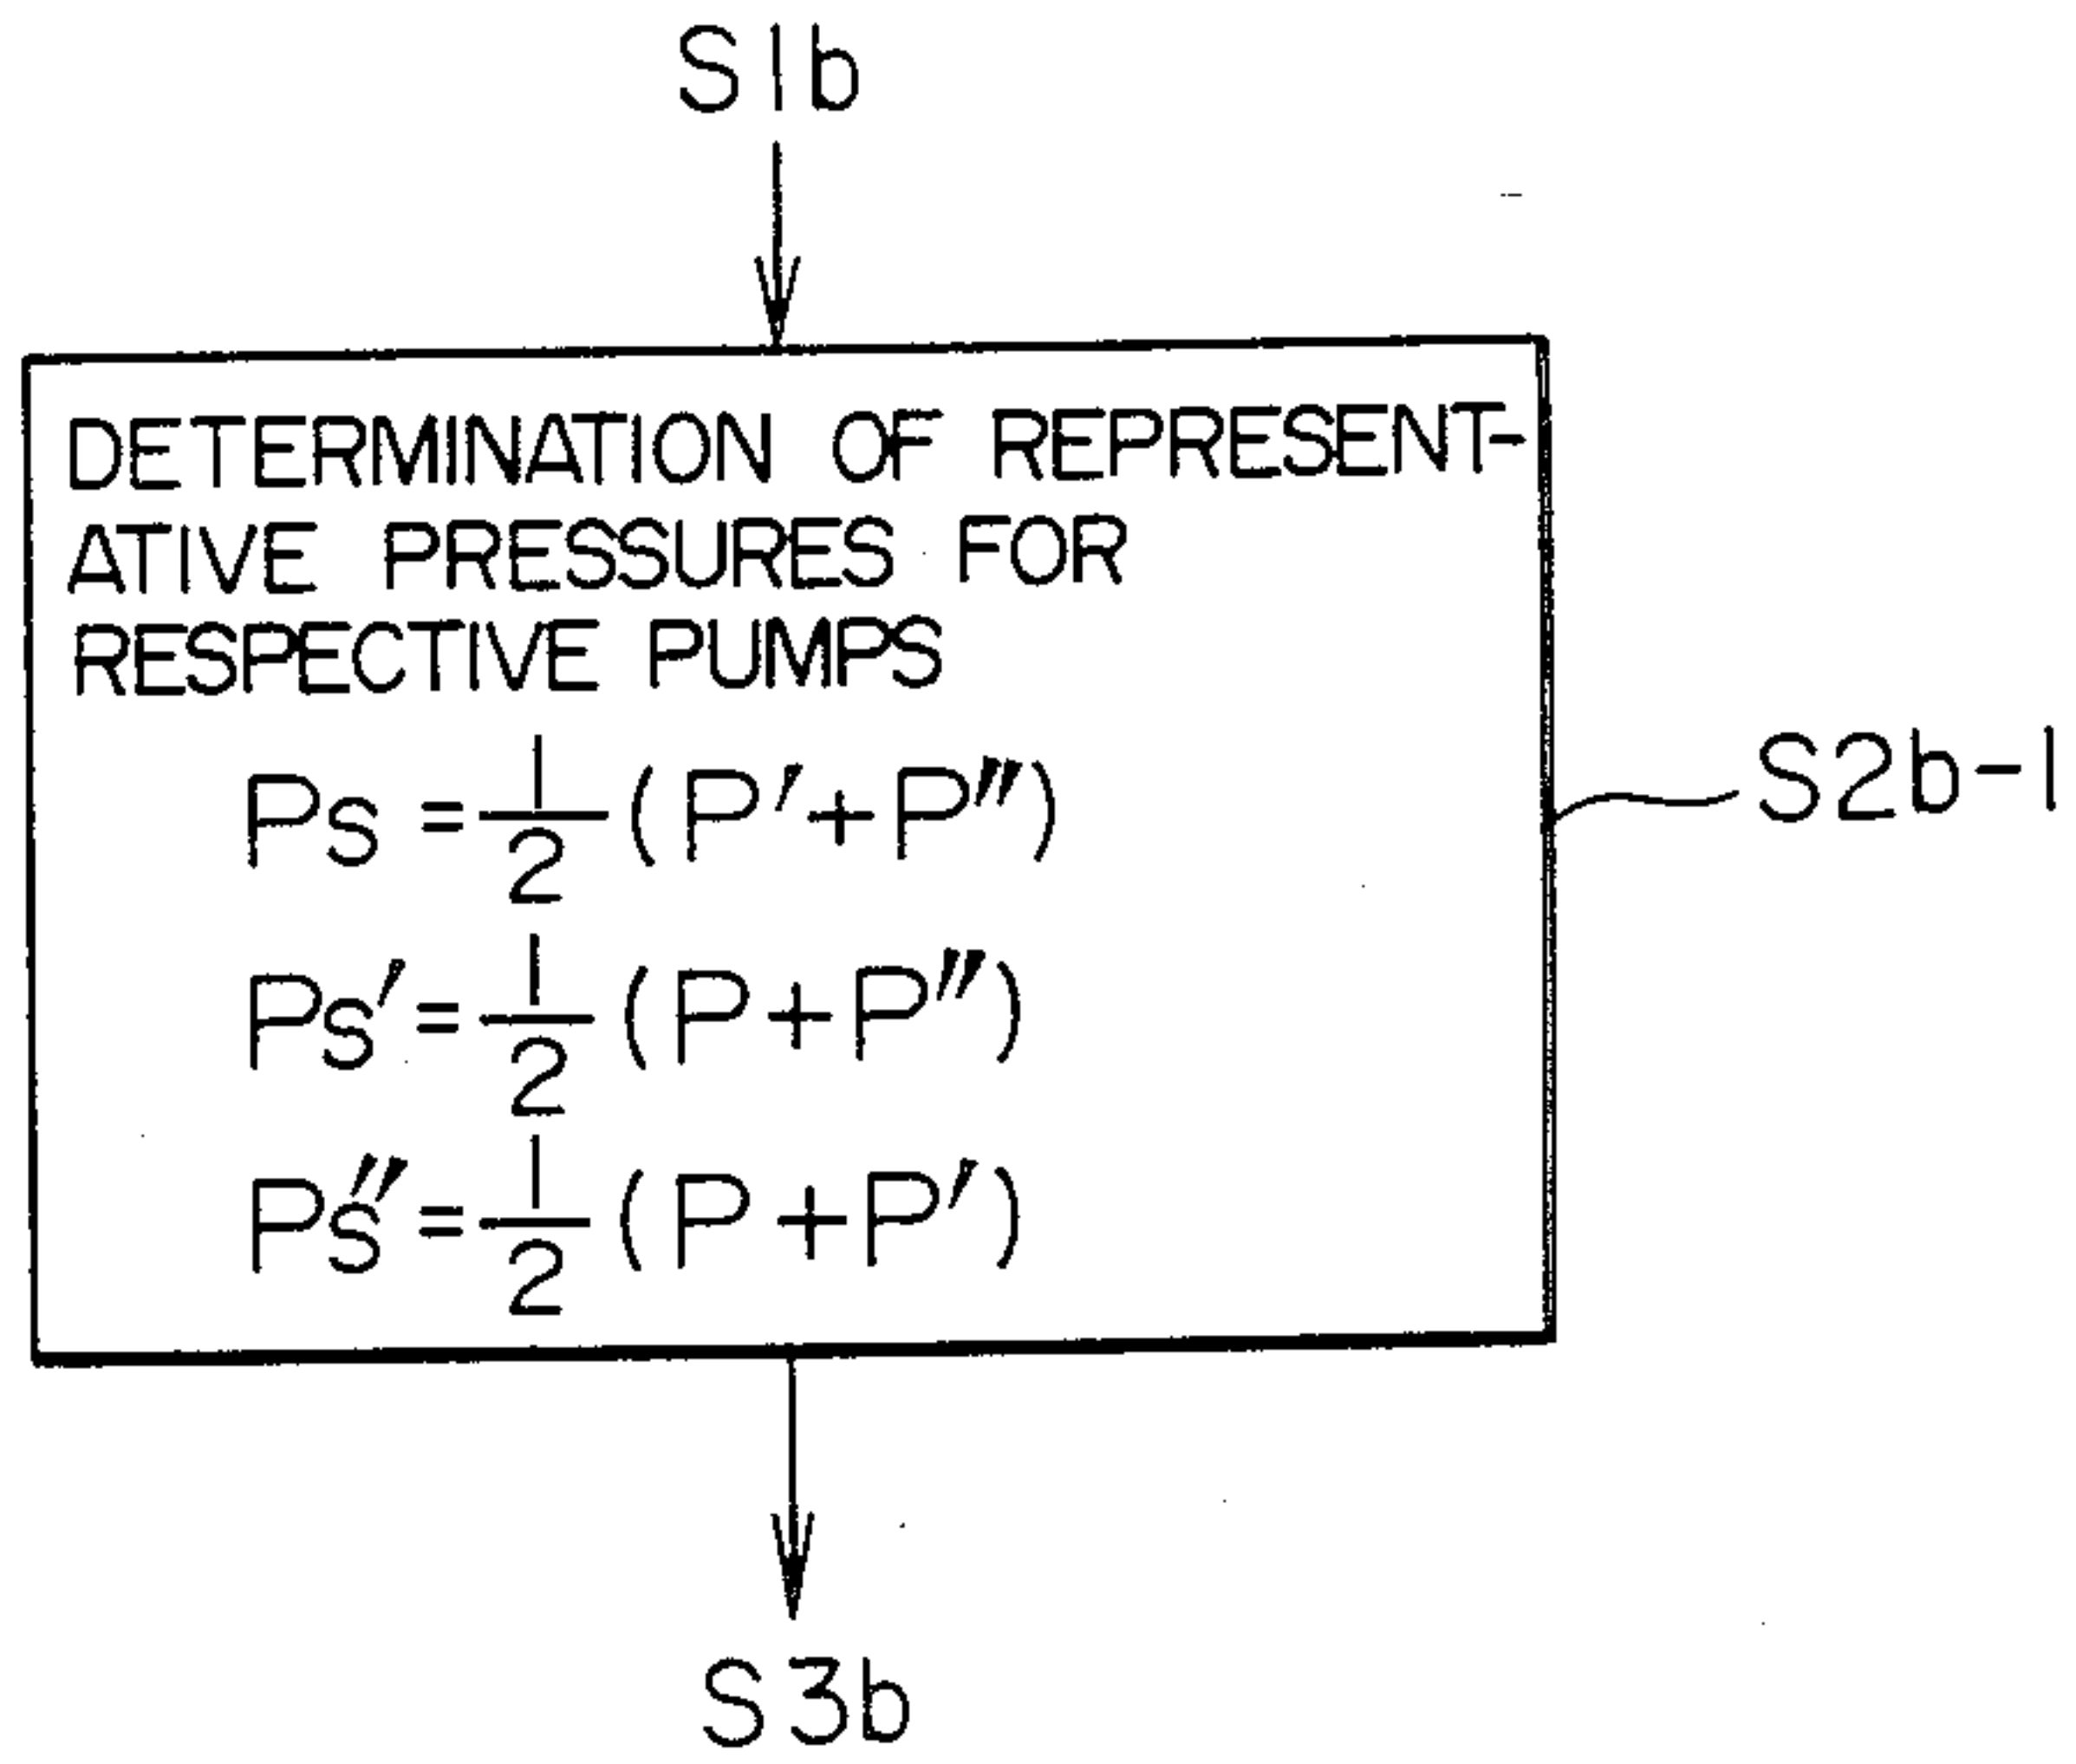 S1b
DETERMINATION OF REPRESENT-
ATIVE PRESSURES FOR
RESPECTIVE PUMPS
Ps = 1/2 (P' + P")
S2b-1
Ps' = 1/2 (P + P")
Ps" = 1/2 (P + P')
S3b